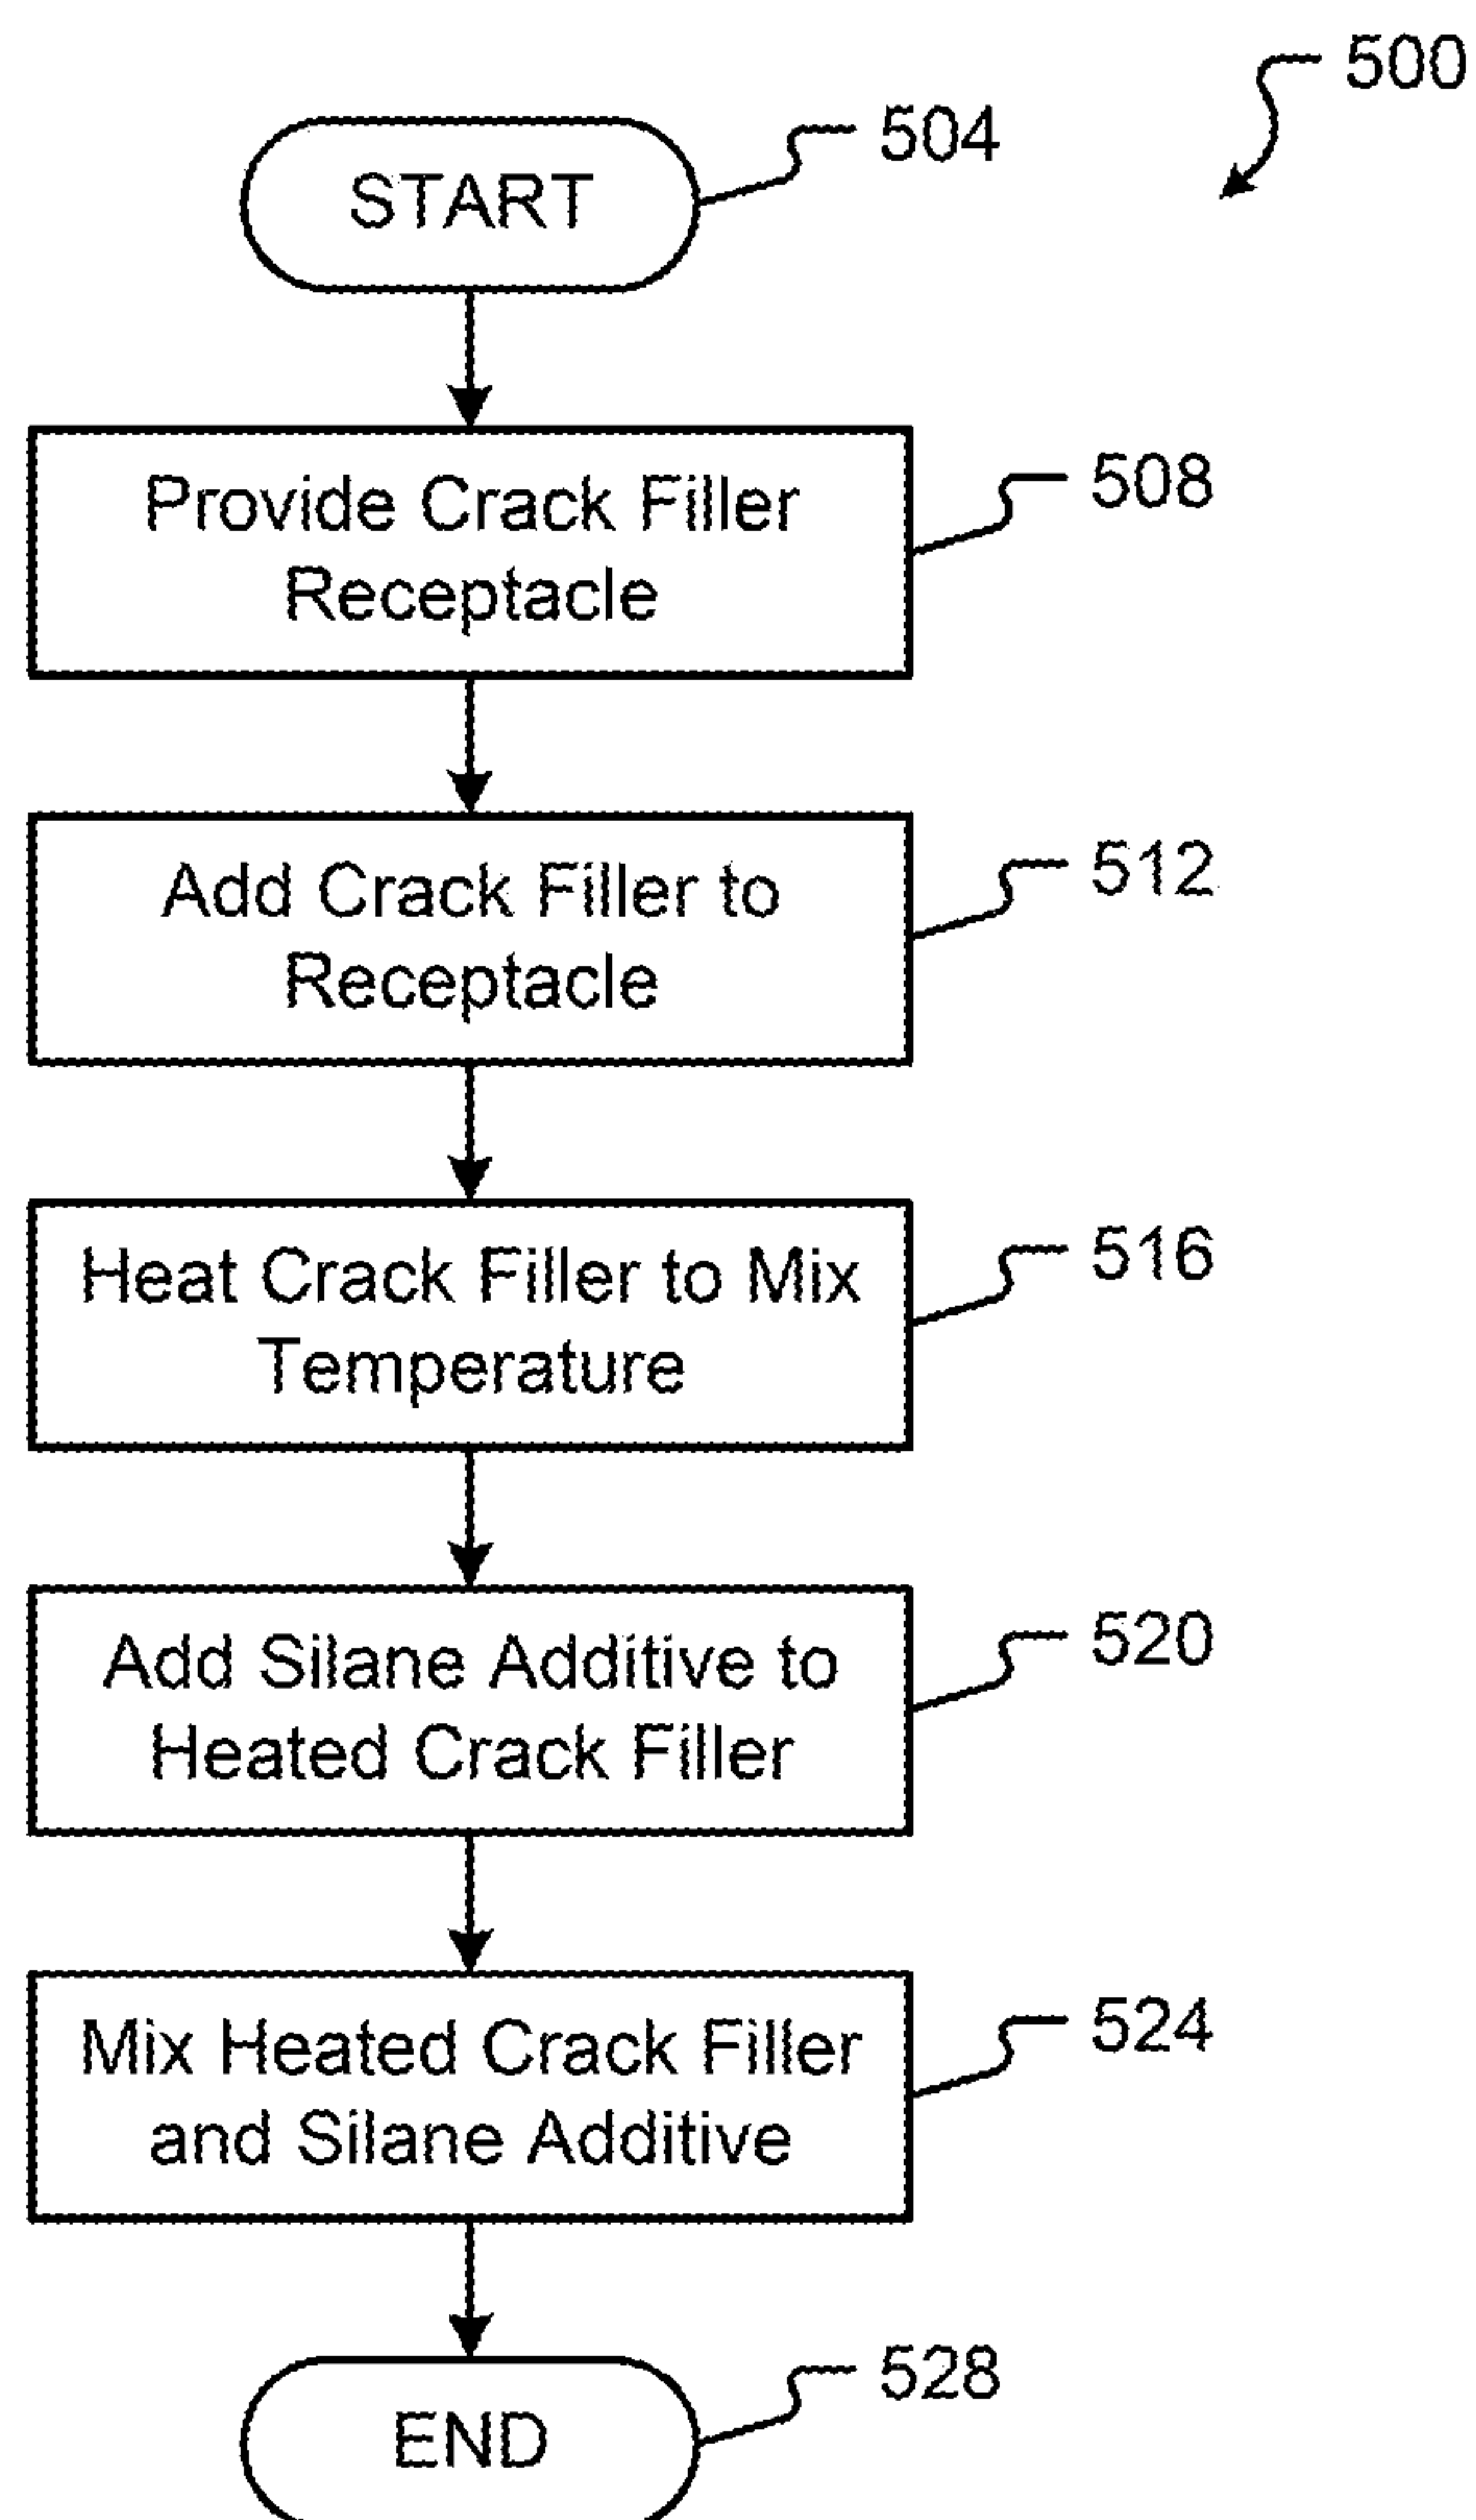 500
START
504
Provide Crack Filler
Receptacle
508
Add Crack Filler to
Receptacle
512
Heat Crack Filler to Mix
Temperature
516
Add Silane Additive to
Heated Crack Filler
520
Mix Heated Crack Filler
and Silane Additive
524
END
528